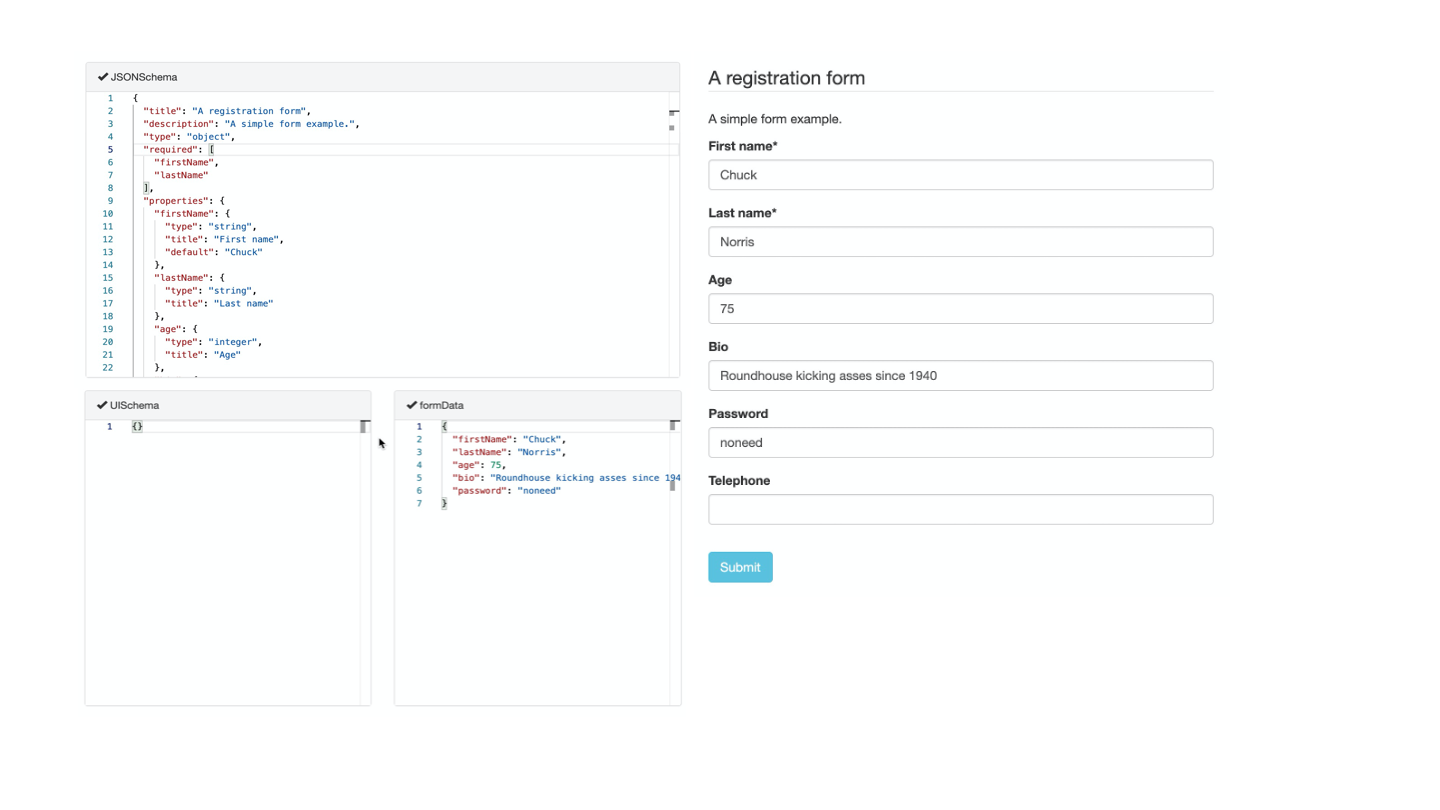 JSONSchema
1 {
2 "title": "A registration form",
3 "description": "A simple form example.",
4 "type": "object",
5 "required": [
6 "firstName",
7 "lastName"
8 ],
9 "properties": {
10 "firstName": {
11 "type": "string",
12 "title": "First name",
13 "default": "Chuck"
14 },
15 "lastName": {
16 "type": "string",
17 "title": "Last name"
18 },
19 "age": {
20 "type": "integer",
21 "title": "Age"
22 },
UISchema
1 {}
formData
1 {
2 "firstName": "Chuck",
3 "lastName": "Norris",
4 "age": 75,
5 "bio": "Roundhouse kicking asses since 194
6 "password": "noneed"
7 }
A registration form
A simple form example.
First name*
Chuck
Last name*
Norris
Age
75
Bio
Roundhouse kicking asses since 1940
Password
noneed
Telephone
Submit